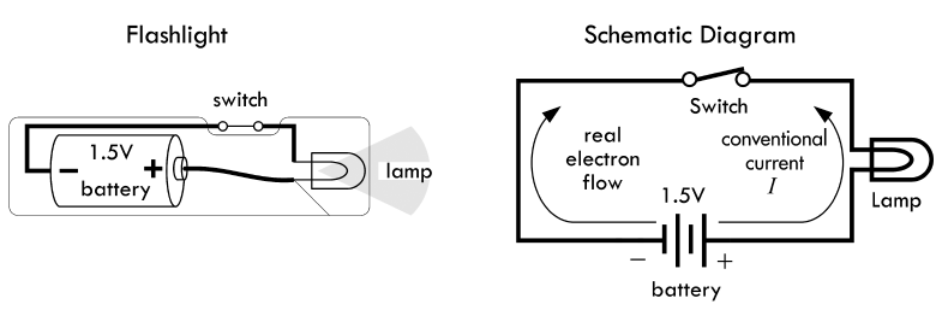 Flashlight
switch
1.5V
− +
battery
lamp
Schematic Diagram
Switch
real
electron
flow
conventional
current
I
1.5V
Lamp
− +
battery